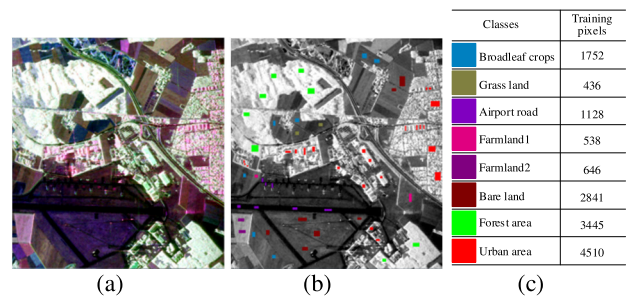 Classes Training pixels
Broadleaf crops 1752
Grass land 436
Airport road 1128
Farmland1 538
Farmland2 646
Bare land 2841
Forest area 3445
Urban area 4510
(a) (b) (c)